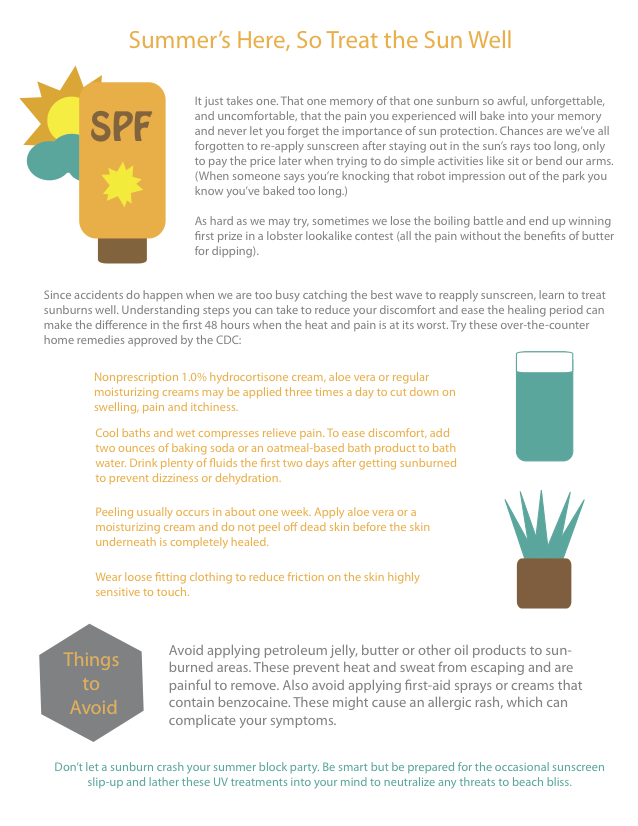 Summer’s Here, So Treat the Sun Well
SPF
It just takes one. That one memory of that one sunburn so awful, unforgettable,
and uncomfortable, that the pain you experienced will bake into your memory
and never let you forget the importance of sun protection. Chances are we’ve all
forgotten to re-apply sunscreen after staying out in the sun’s rays too long, only
to pay the price later when trying to do simple activities like sit or bend our arms.
(When someone says you’re knocking that robot impression out of the park you
know you’ve baked too long.)
As hard as we may try, sometimes we lose the boiling battle and end up winning
first prize in a lobster lookalike contest (all the pain without the benefits of butter
for dipping).
Since accidents do happen when we are too busy catching the best wave to reapply sunscreen, learn to treat
sunburns well. Understanding steps you can take to reduce your discomfort and ease the healing period can
make the difference in the first 48 hours when the heat and pain is at its worst. Try these over-the-counter
home remedies approved by the CDC:
Nonprescription 1.0% hydrocortisone cream, aloe vera or regular
moisturizing creams may be applied three times a day to cut down on
swelling, pain and itchiness.
Cool baths and wet compresses relieve pain. To ease discomfort, add
two ounces of baking soda or an oatmeal-based bath product to bath
water. Drink plenty of fluids the first two days after getting sunburned
to prevent dizziness or dehydration.
Peeling usually occurs in about one week. Apply aloe vera or a
moisturizing cream and do not peel off dead skin before the skin
underneath is completely healed.
Wear loose fitting clothing to reduce friction on the skin highly
sensitive to touch.
Things
to
Avoid
Avoid applying petroleum jelly, butter or other oil products to sun-
burned areas. These prevent heat and sweat from escaping and are
painful to remove. Also avoid applying first-aid sprays or creams that
contain benzocaine. These might cause an allergic rash, which can
complicate your symptoms.
Don’t let a sunburn crash your summer block party. Be smart but be prepared for the occasional sunscreen
slip-up and lather these UV treatments into your mind to neutralize any threats to beach bliss.